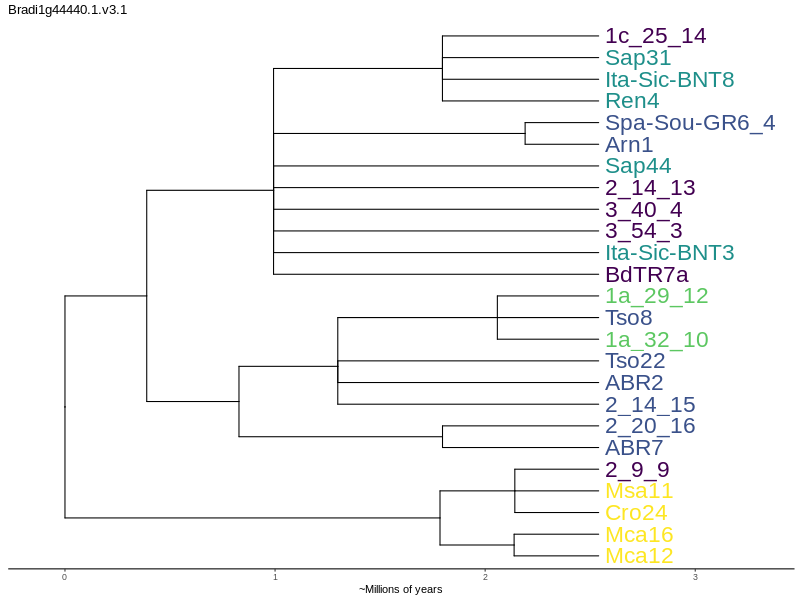 Bradi1g44440.1.v3.1
1c_25_14
Sap31
Ita-Sic-BNT8
Ren4
Spa-Sou-GR6_4
Arn1
Sap44
2_14_13
3_40_4
3_54_3
Ita-Sic-BNT3
BdTR7a
1a_29_12
Tso8
1a_32_10
Tso22
ABR2
2_14_15
2_20_16
ABR7
2_9_9
Msa11
Cro24
Mca16
Mca12
0 1 2 3
~Millions of years